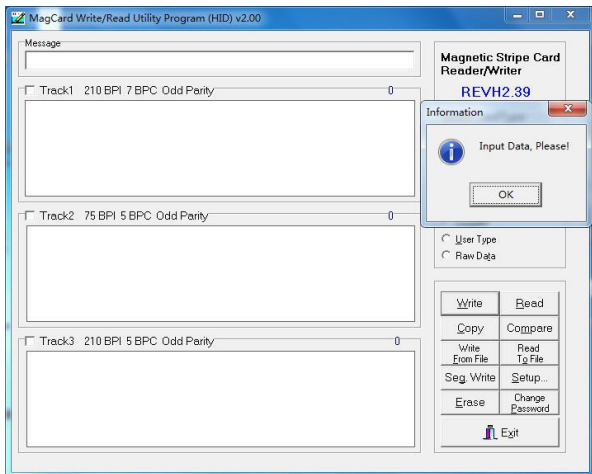 MagCard Write/Read Utility Program (HID) v2.00
Message
Magnetic Stripe Card
Reader/Writer
REVH2.39
Track1 210 BPI 7 BPC Odd Parity 0
Information
Input Data, Please!
OK
Track2 75 BPI 5 BPC Odd Parity 0
User Type
Raw Data
Write Read
Copy Compare
Write
From File
Read
To File
Track3 210 BPI 5 BPC Odd Parity 0
Seg. Write Setup...
Erase
Change
Password
Exit